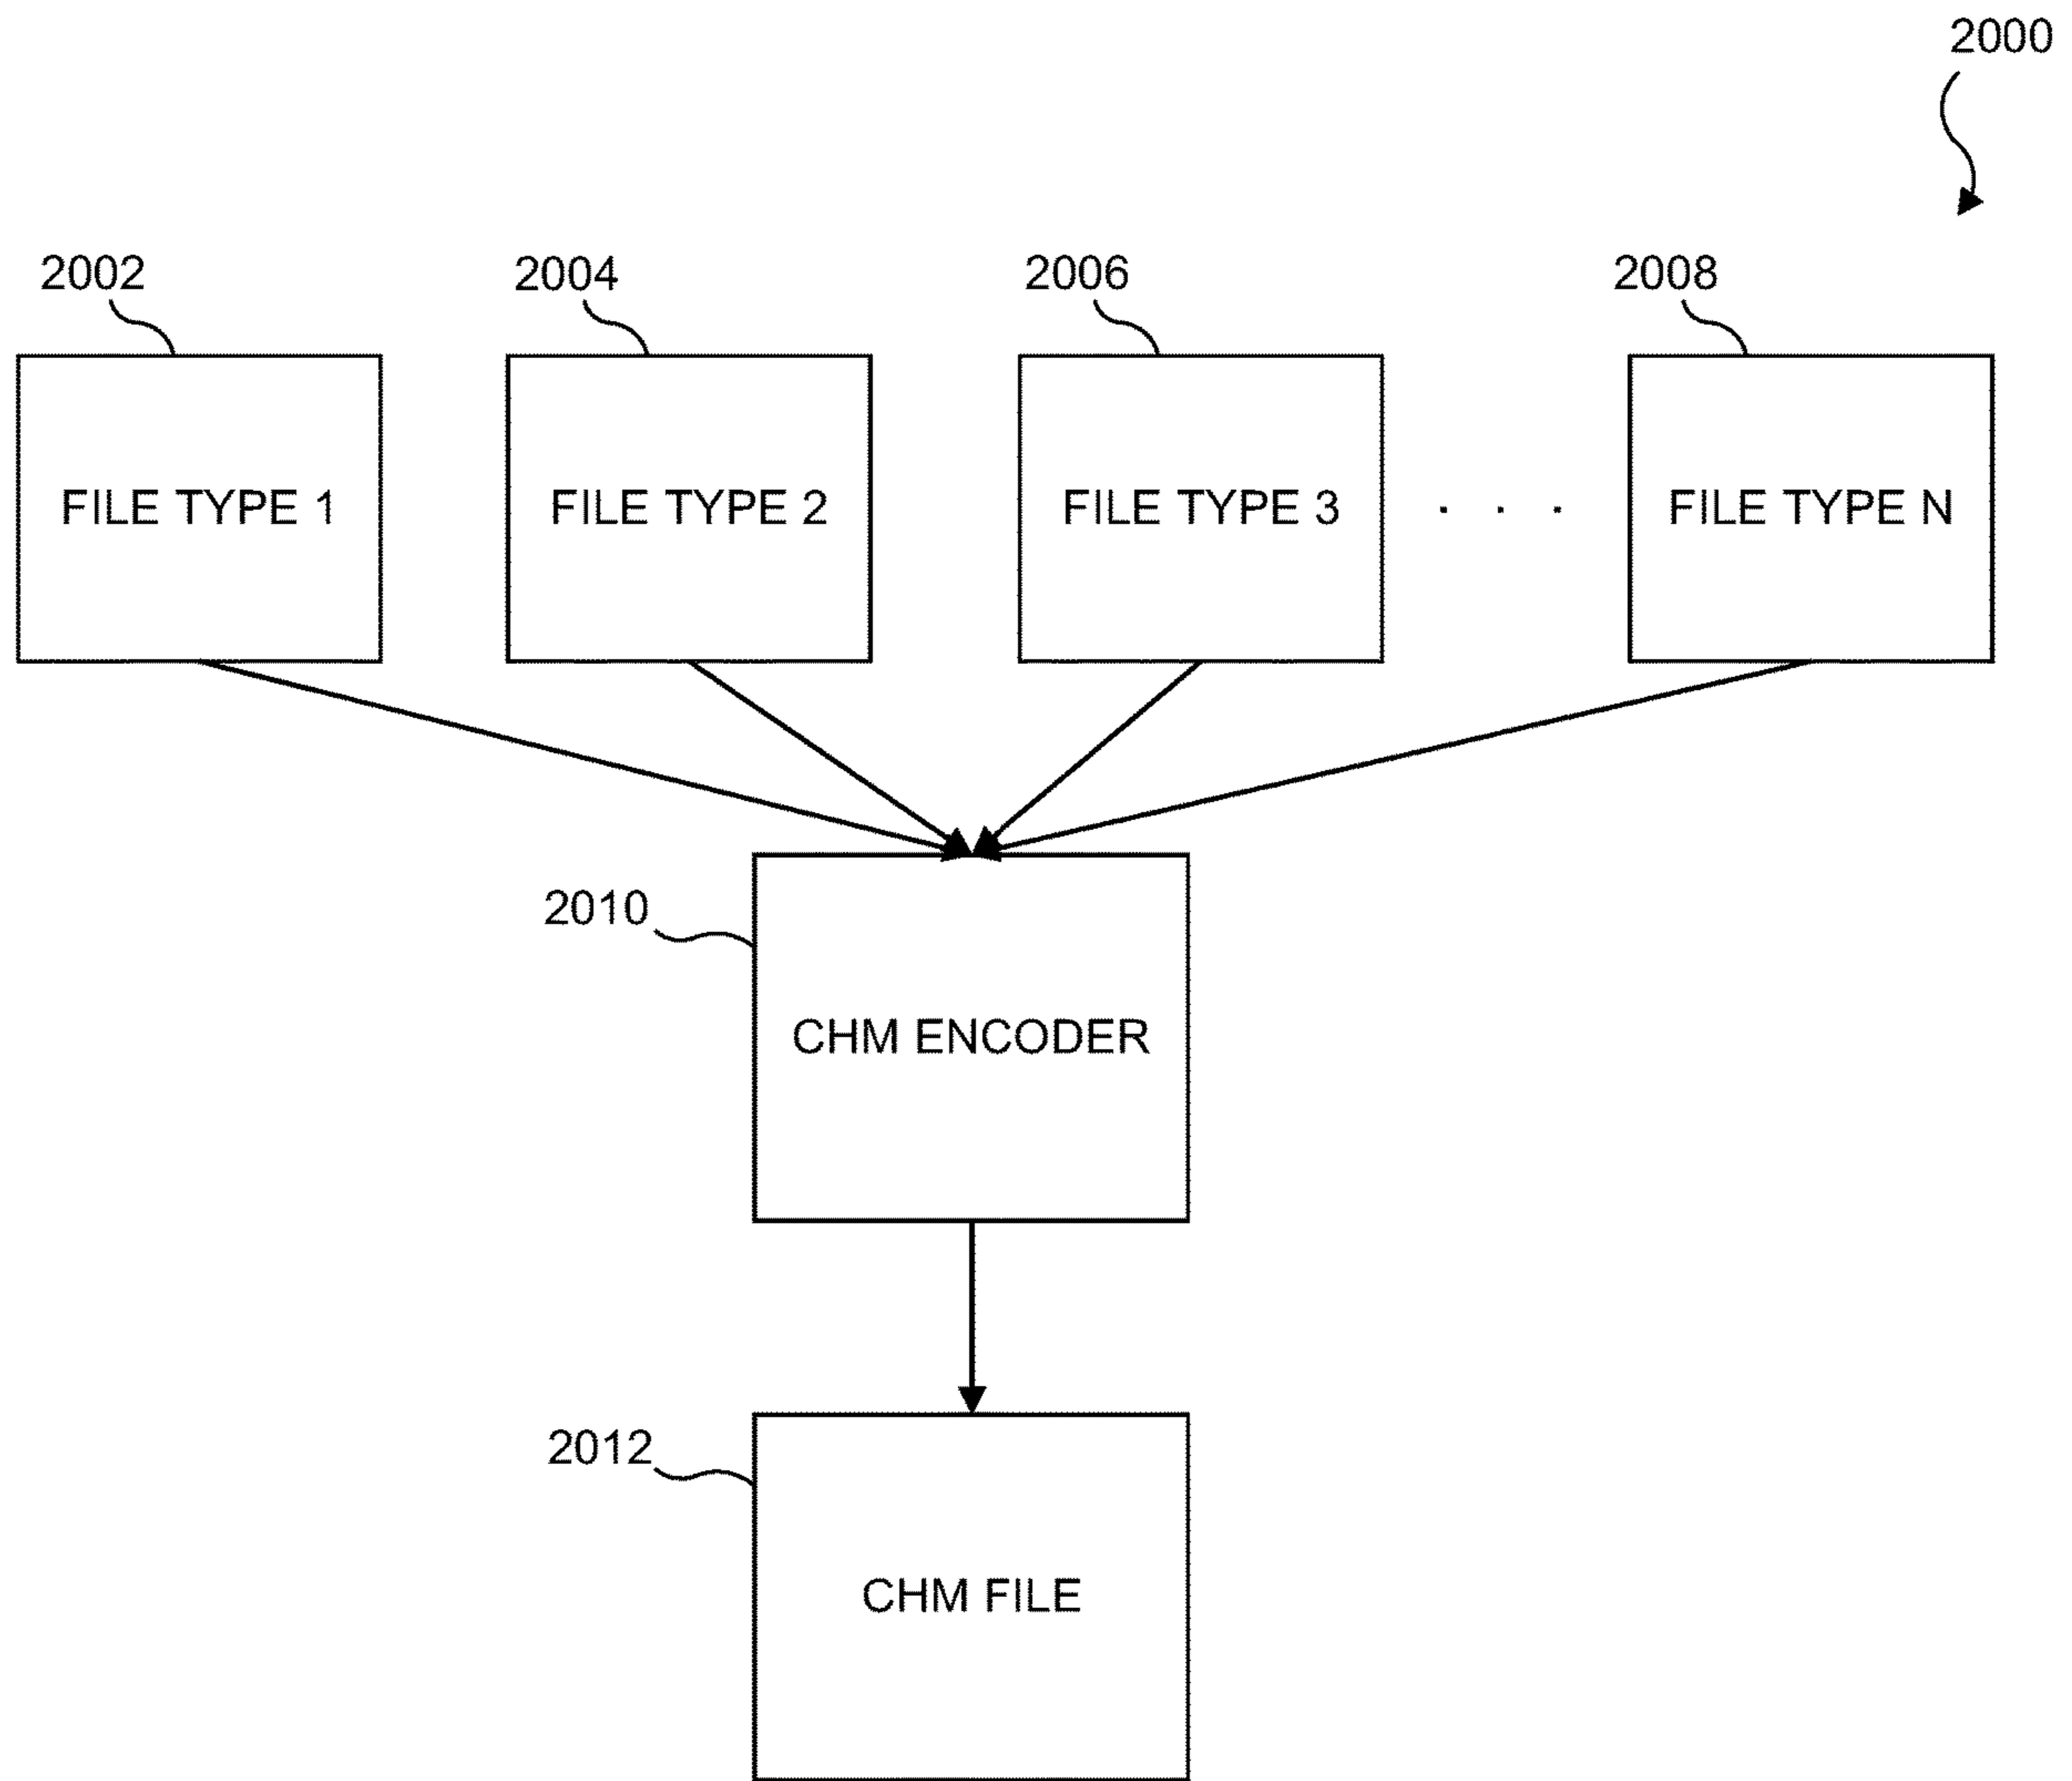 2000
2002
2004
2006
2008
FILE TYPE 1
FILE TYPE 2
FILE TYPE 3
. . .
FILE TYPE N
2010
CHM ENCODER
2012
CHM FILE